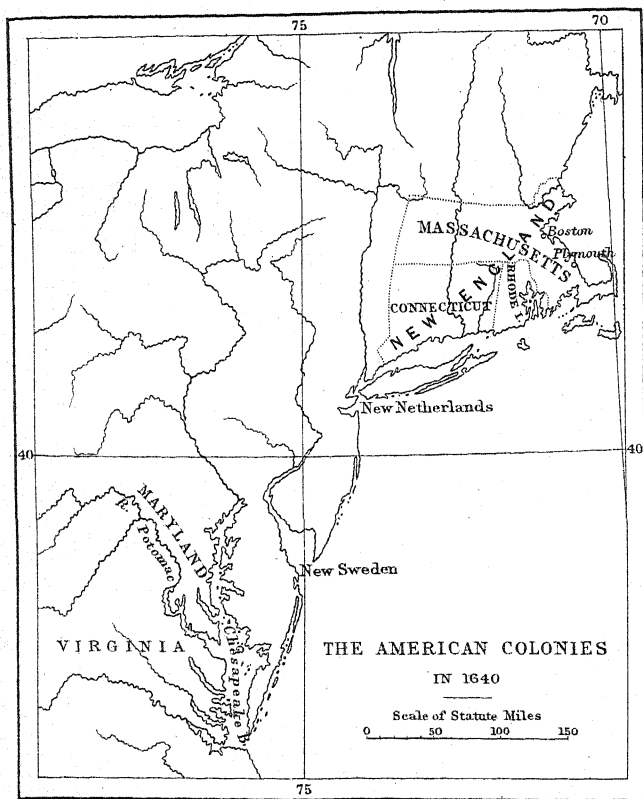 75
70
NEW ENGLAND
MASSACHUSETTS
Boston
Plymouth
RHODE I.
CONNECTICUT
New Netherlands
40
40
MARYLAND
R. Potomac
New Sweden
VIRGINIA
Chesapeake B.
THE AMERICAN COLONIES
IN 1640
Scale of Statute Miles
0 50 100 150
75